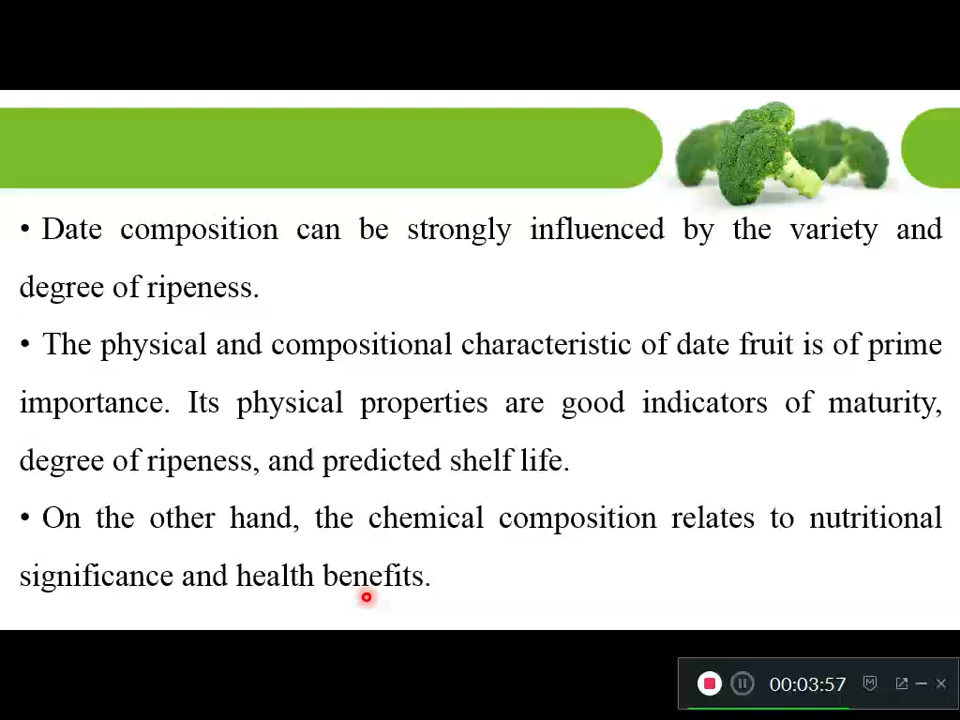 • Date composition can be strongly influenced by the variety and
degree of ripeness.
• The physical and compositional characteristic of date fruit is of prime
importance. Its physical properties are good indicators of maturity,
degree of ripeness, and predicted shelf life.
• On the other hand, the chemical composition relates to nutritional
significance and health benefits.
00:03:57